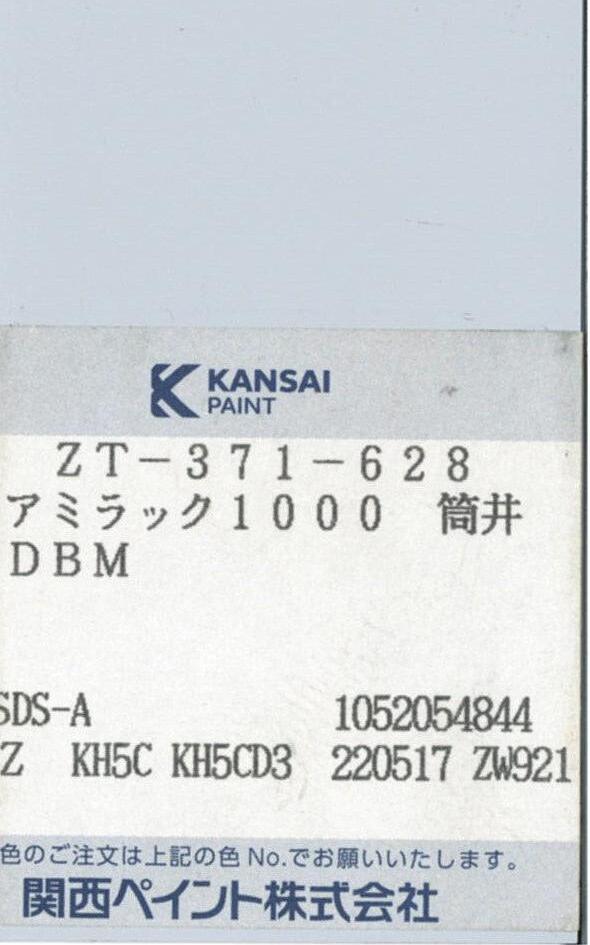 KANSAI
PAINT
ZT-371-628
アミラック1000 筒井
DBM
SDS-A 1052054844
Z KH5C KH5CD3 220517 ZW921
色のご注文は上記の色 No.でお願いいたします。
関西ペイント株式会社